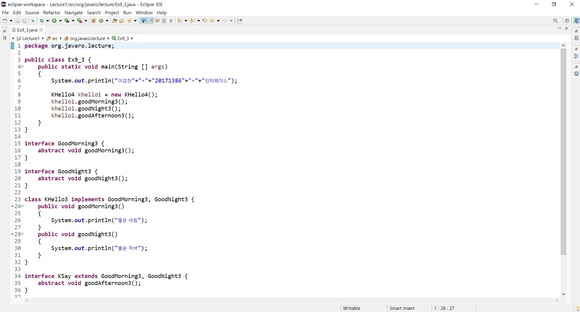 eclipse-workspace - Lecture1/src/org/javaro/lecture/Ex9_3.java - Eclipse IDE
File Edit Source Refactor Navigate Search Project Run Window Help
Ex9_3.java
Lecture1 src org.javaro.lecture Ex9_3
1 package org.javaro.lecture;
2
3 public class Ex9_3 {
4 public static void main(String [] args)
5 {
6 System.out.println("-"+"20171386"+"-"+"인터페이스");
7
8 KHello4 khello1 = new KHello4();
9 khello1.goodMorning3();
10 khello1.goodNight3();
11 khello1.goodAfternoon3();
12 }
13 }
14
15 interface GoodMorning3 {
16 abstract void goodMorning3();
17 }
18
19 interface GoodNight3 {
20 abstract void goodNight3();
21 }
22
23 class KHello3 implements GoodMorning3, GoodNight3 {
24 public void goodMorning3()
25 {
26 System.out.println("좋은 아침");
27 }
28 public void goodNight3()
29 {
30 System.out.println("좋은 저녁");
31 }
32 }
33
34 interface KSay extends GoodMorning3, GoodNight3 {
35 abstract void goodAfternoon3();
36 }
37
Writable Smart Insert 1 : 28 : 27